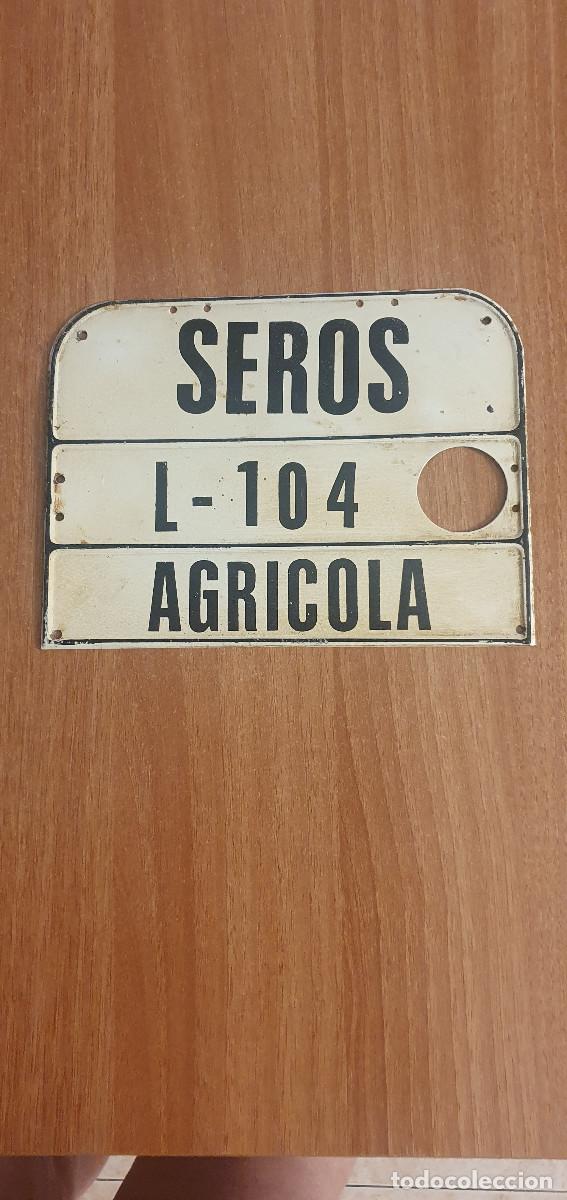 SEROS
L-104
AGRICOLA
todocoleccion